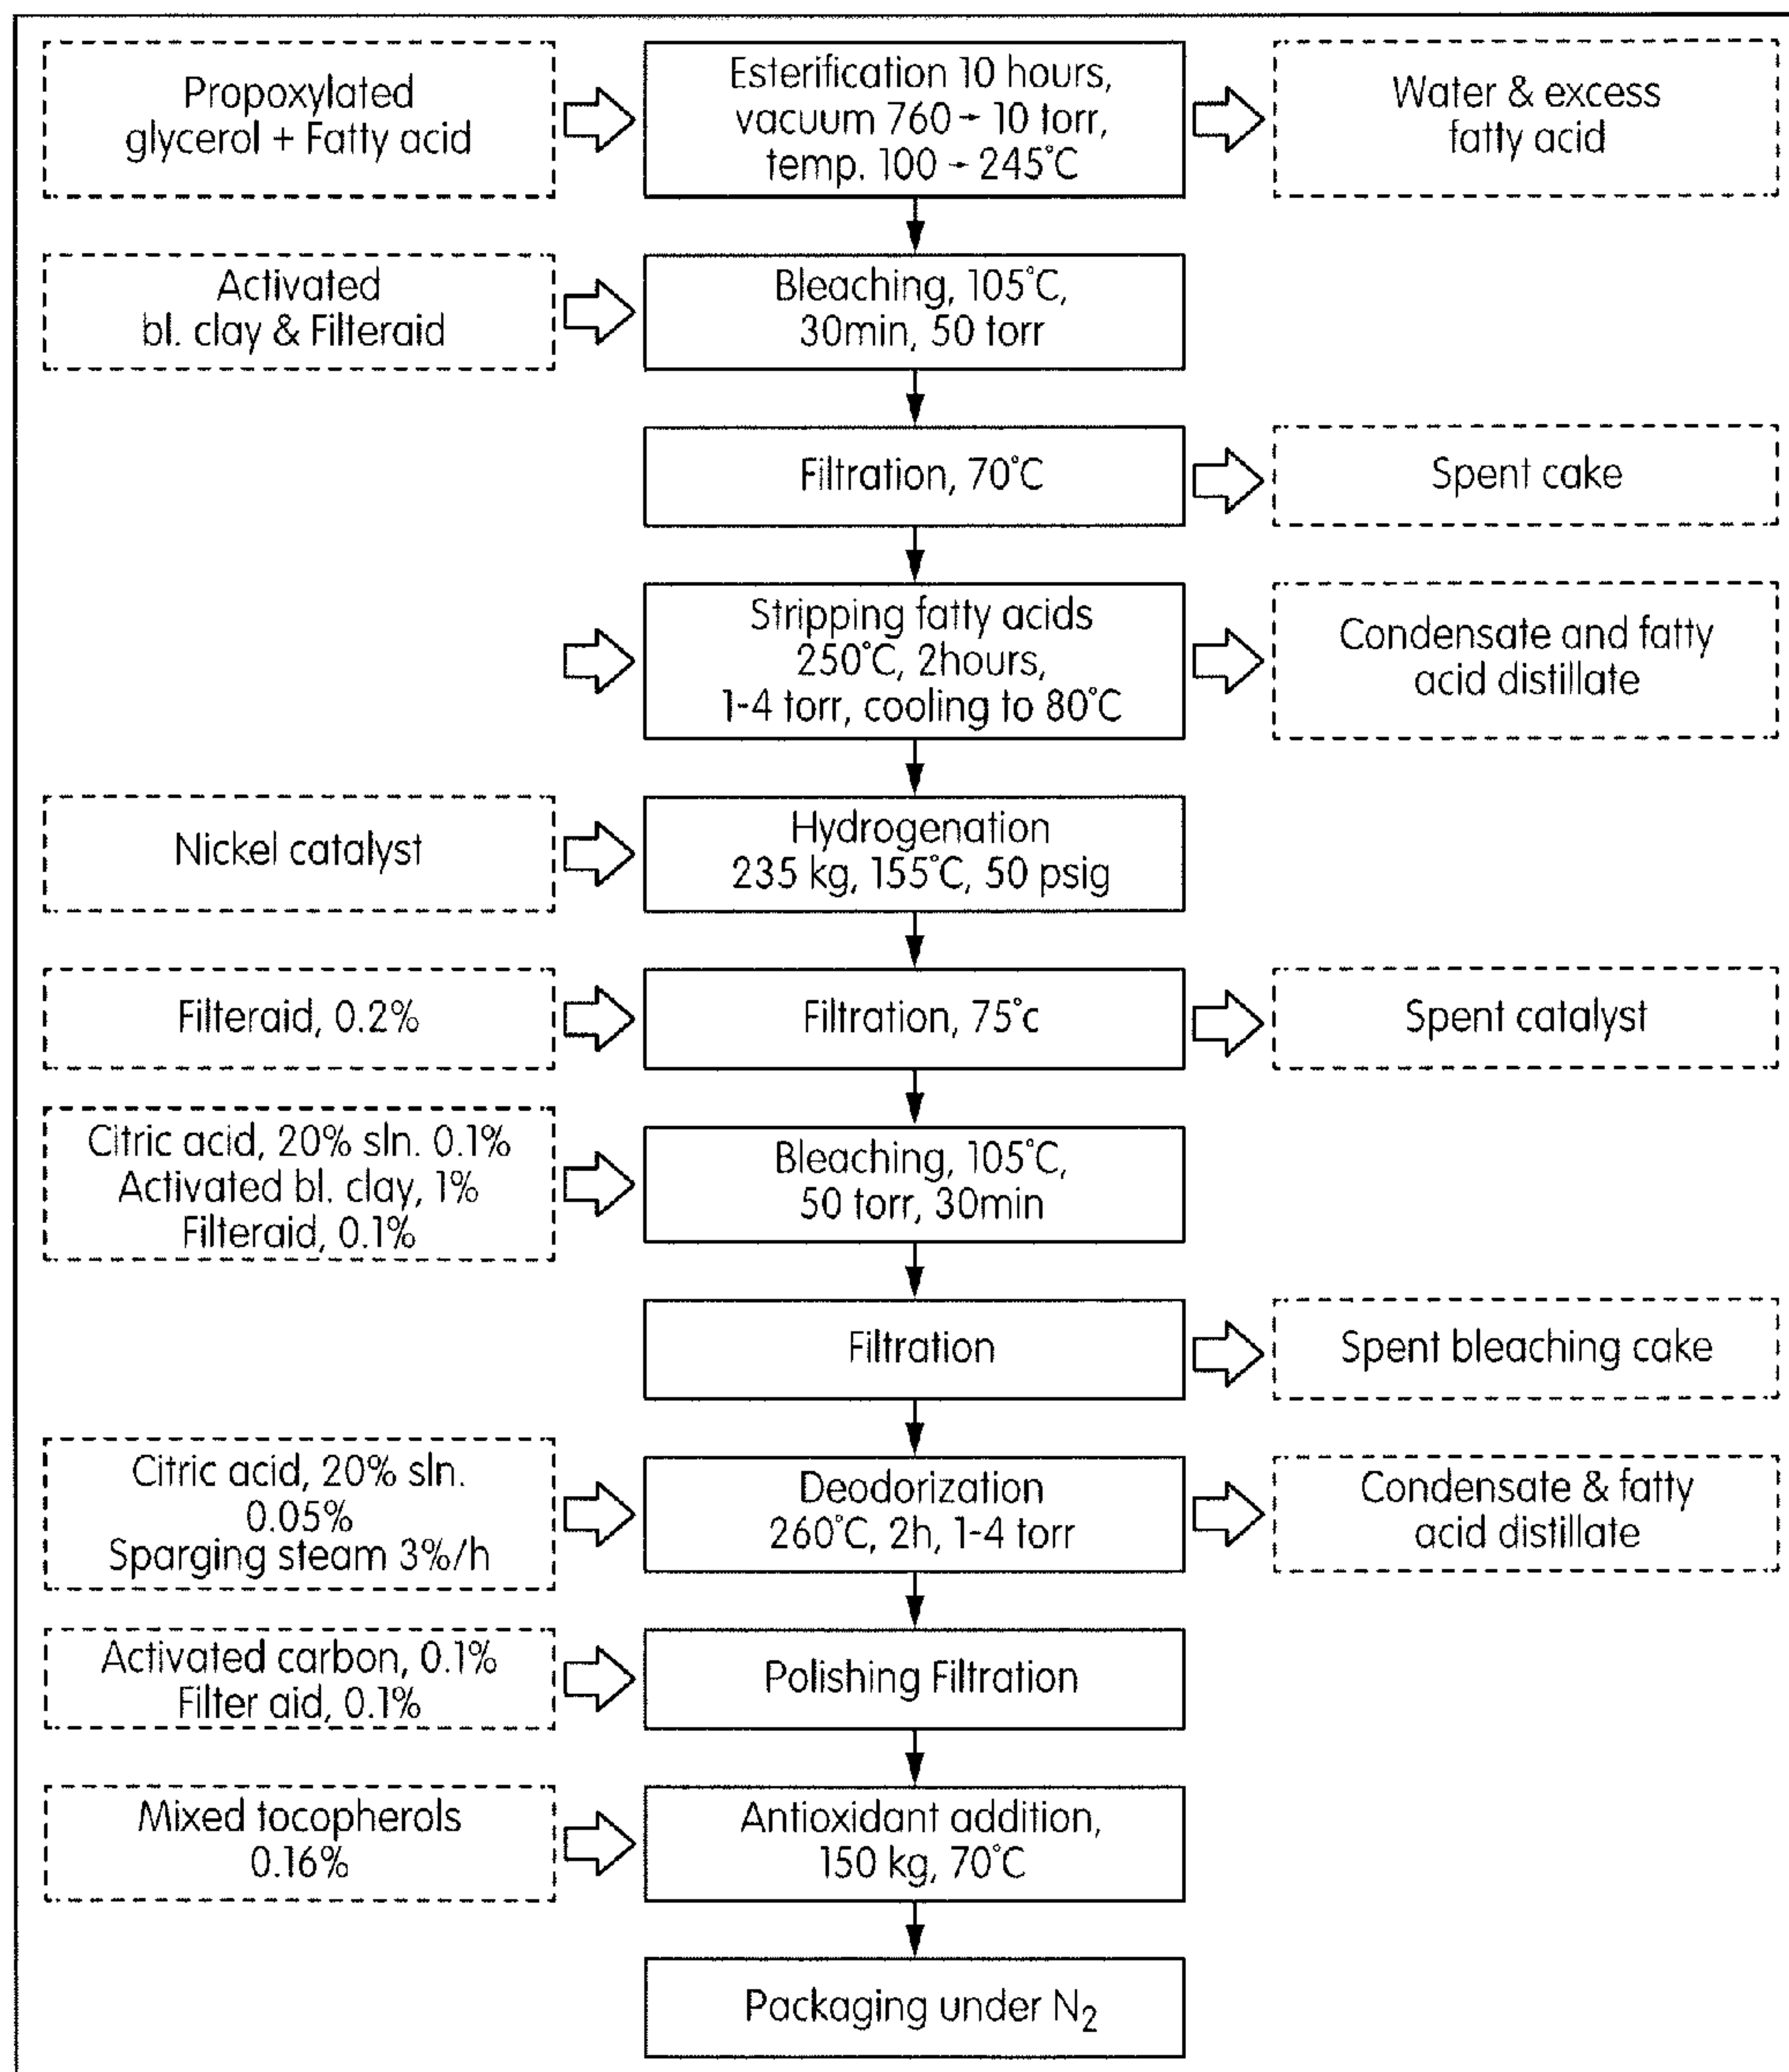 Propoxylated
glycerol + Fatty acid
Esterification 10 hours,
vacuum 760 → 10 torr,
temp. 100 → 245°C
Water & excess
fatty acid
Activated
bl. clay & Filteraid
Bleaching, 105°C,
30min, 50 torr
Filtration, 70°C
Spent cake
Stripping fatty acids
250°C, 2hours,
1-4 torr, cooling to 80°C
Condensate and fatty
acid distillate
Nickel catalyst
Hydrogenation
235 kg, 155°C, 50 psig
Filteraid, 0.2%
Filtration, 75°c
Spent catalyst
Citric acid, 20% sln. 0.1%
Activated bl. clay, 1%
Filteraid, 0.1%
Bleaching, 105°C,
50 torr, 30min
Filtration
Spent bleaching cake
Citric acid, 20% sln.
0.05%
Sparging steam 3%/h
Deodorization
260°C, 2h, 1-4 torr
Condensate & fatty
acid distillate
Activated carbon, 0.1%
Filter aid, 0.1%
Polishing Filtration
Mixed tocopherols
0.16%
Antioxidant addition,
150 kg, 70°C
Packaging under N₂